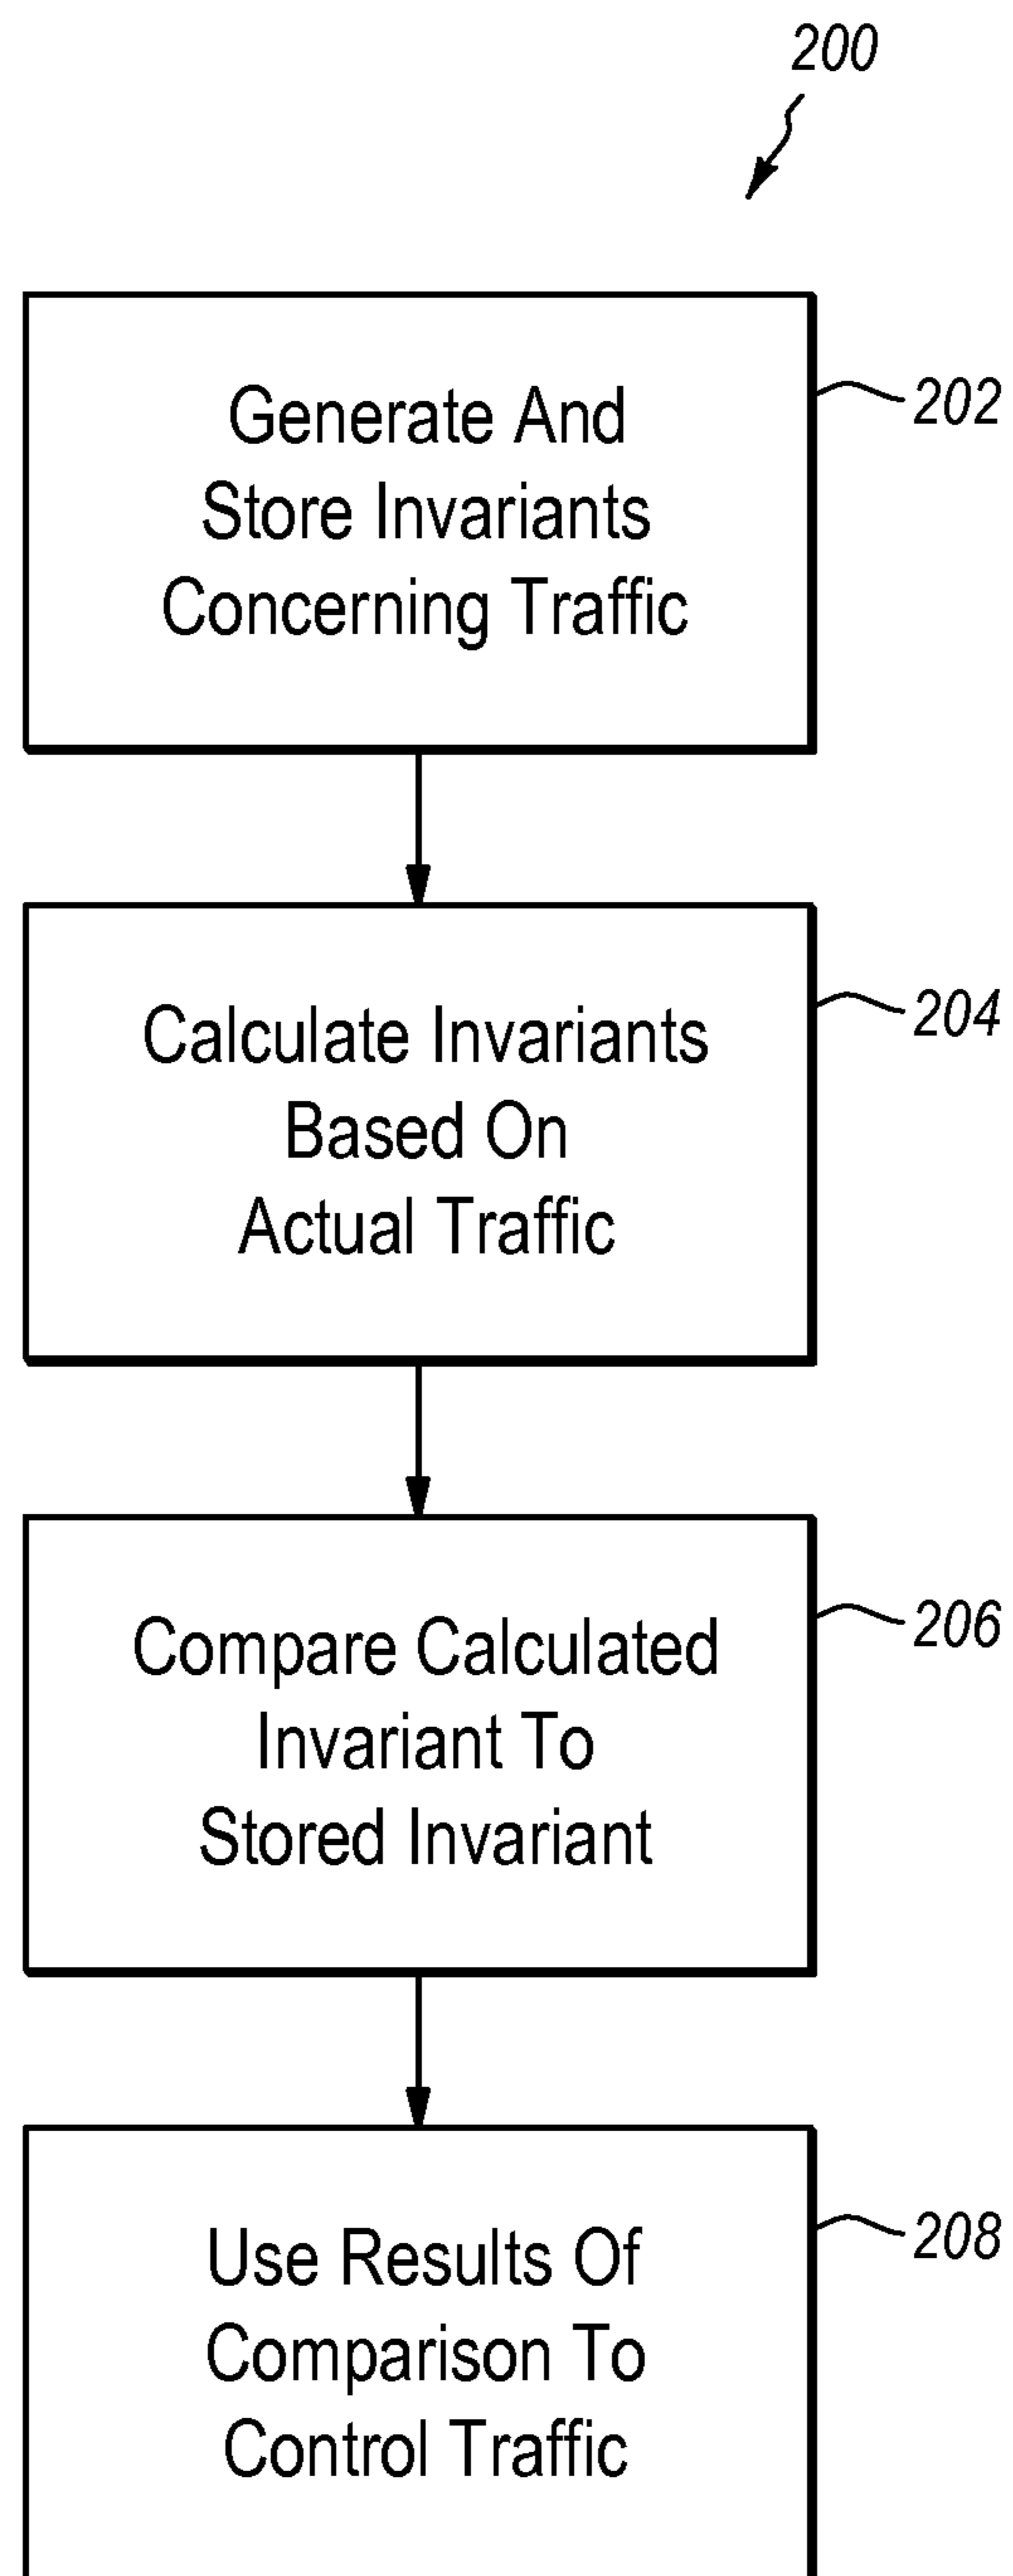 200
Generate And
Store Invariants
Concerning Traffic
202
Calculate Invariants
Based On
Actual Traffic
204
Compare Calculated
Invariant To
Stored Invariant
206
Use Results Of
Comparison To
Control Traffic
208